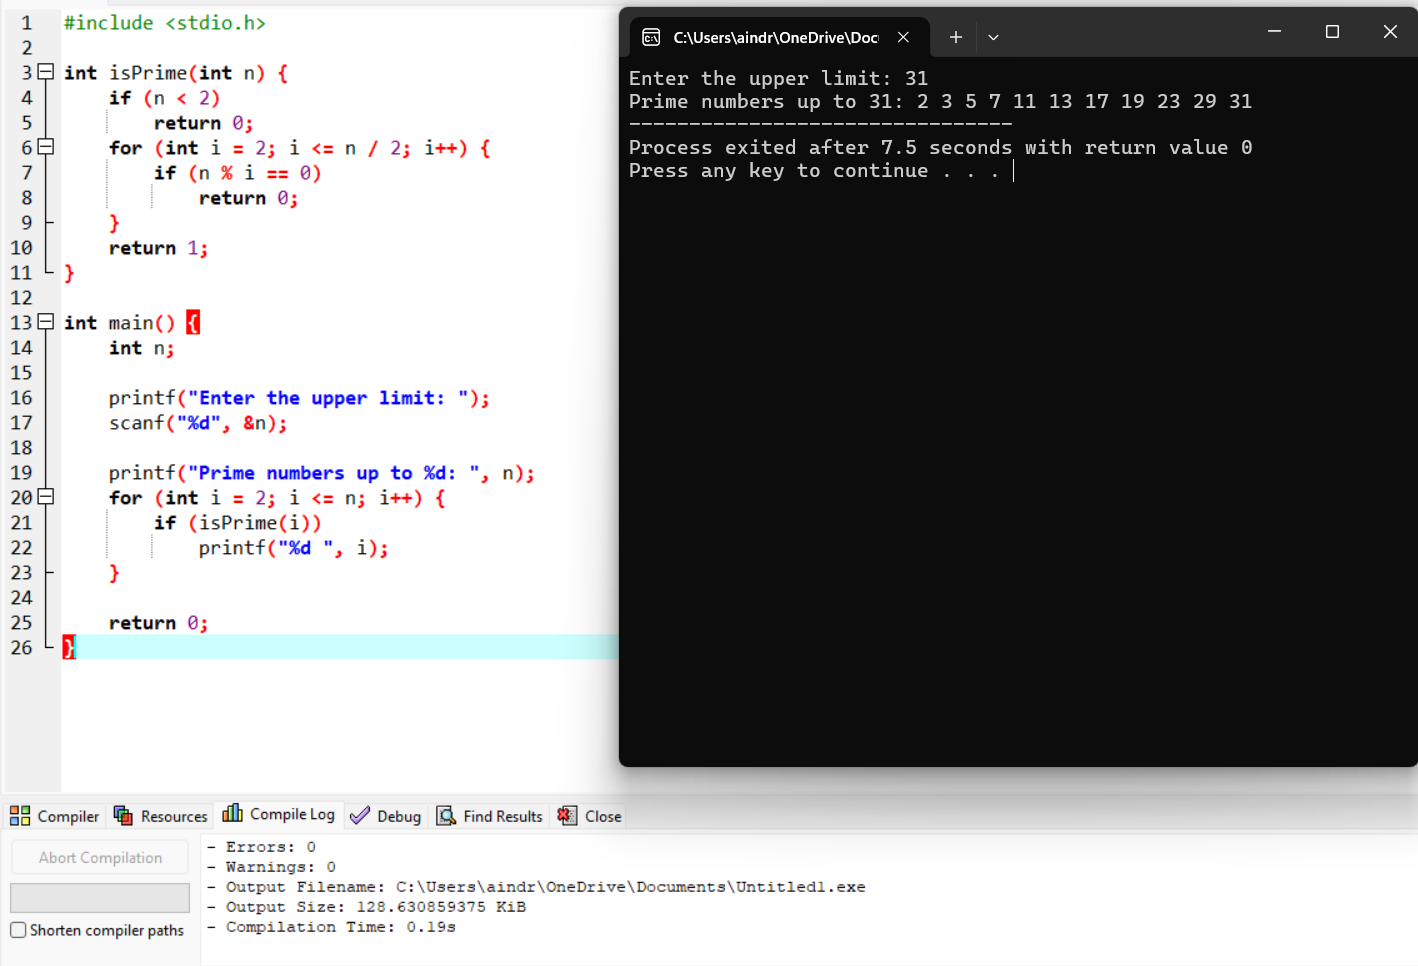 1 #include <stdio.h>
2
3 int isPrime(int n) {
4     if (n < 2)
5         return 0;
6     for (int i = 2; i <= n / 2; i++) {
7         if (n % i == 0)
8             return 0;
9     }
10     return 1;
11 }
12
13 int main() {
14     int n;
15
16     printf("Enter the upper limit: ");
17     scanf("%d", &n);
18
19     printf("Prime numbers up to %d: ", n);
20     for (int i = 2; i <= n; i++) {
21         if (isPrime(i))
22             printf("%d ", i);
23     }
24
25     return 0;
26 }
C:\Users\aindr\OneDrive\Doc
Enter the upper limit: 31
Prime numbers up to 31: 2 3 5 7 11 13 17 19 23 29 31
--------------------------------
Process exited after 7.5 seconds with return value 0
Press any key to continue . . .
Compiler Resources Compile Log Debug Find Results Close
Abort Compilation
Shorten compiler paths
- Errors: 0
- Warnings: 0
- Output Filename: C:\Users\aindr\OneDrive\Documents\Untitled1.exe
- Output Size: 128.630859375 KiB
- Compilation Time: 0.19s